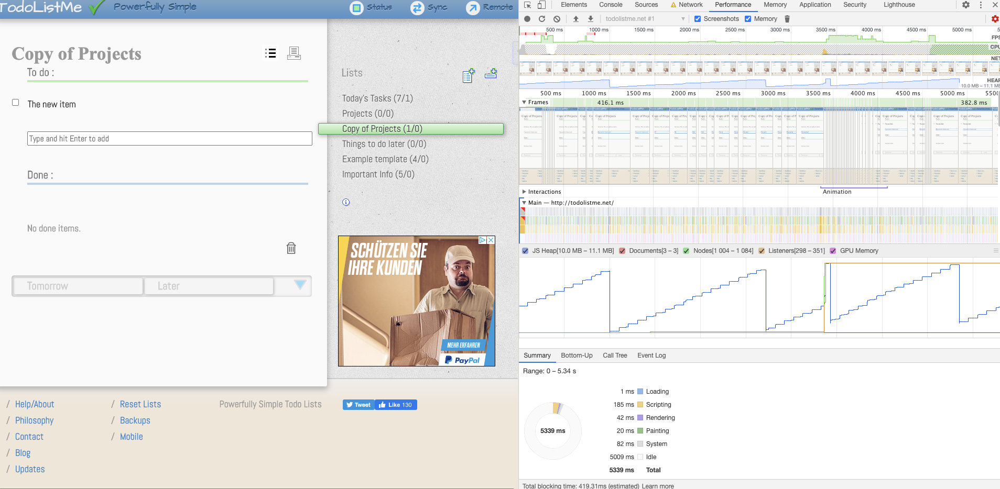 TodoListMe Powerfully Simple Status Sync Remote
Copy of Projects
To do :
The new item
Type and hit Enter to add
Done :
No done items.
Tomorrow Later
Lists
Today's Tasks (7/1)
Projects (0/0)
Copy of Projects (1/0)
Things to do later (0/0)
Example template (4/0)
Important Info (5/0)
SCHÜTZEN SIE
IHRE KUNDEN
MEHR ERFAHREN
PayPal
/ Help/About
/ Philosophy
/ Contact
/ Blog
/ Updates
/ Reset Lists
/ Backups
/ Mobile
Powerfully Simple Todo Lists
Tweet Like 130
Elements Console Sources Network Performance Memory Application Security Lighthouse
todolistme.net #1 Screenshots Memory
500 ms 1000 ms 1500 ms 2000 ms 2500 ms 3000 ms 3500 ms 4000 ms 4500 ms 5000 ms
FPS
CPU
NET
HEAP
10.0 MB – 11.1 MB
500 ms 1000 ms 1500 ms 2000 ms 2500 ms 3000 ms 3500 ms 4000 ms 4500 ms 5000 ms 5500
Frames 416.1 ms 382.8 ms
Interactions Animation
Main — http://todolistme.net/
JS Heap[10.0 MB – 11.1 MB] Documents[3 – 3] Nodes[1 004 – 1 084] Listeners[298 – 351] GPU Memory
Summary Bottom-Up Call Tree Event Log
Range: 0 – 5.34 s
5339 ms
1 ms Loading
185 ms Scripting
42 ms Rendering
20 ms Painting
82 ms System
5009 ms Idle
5339 ms Total
Total blocking time: 419.31ms (estimated) Learn more